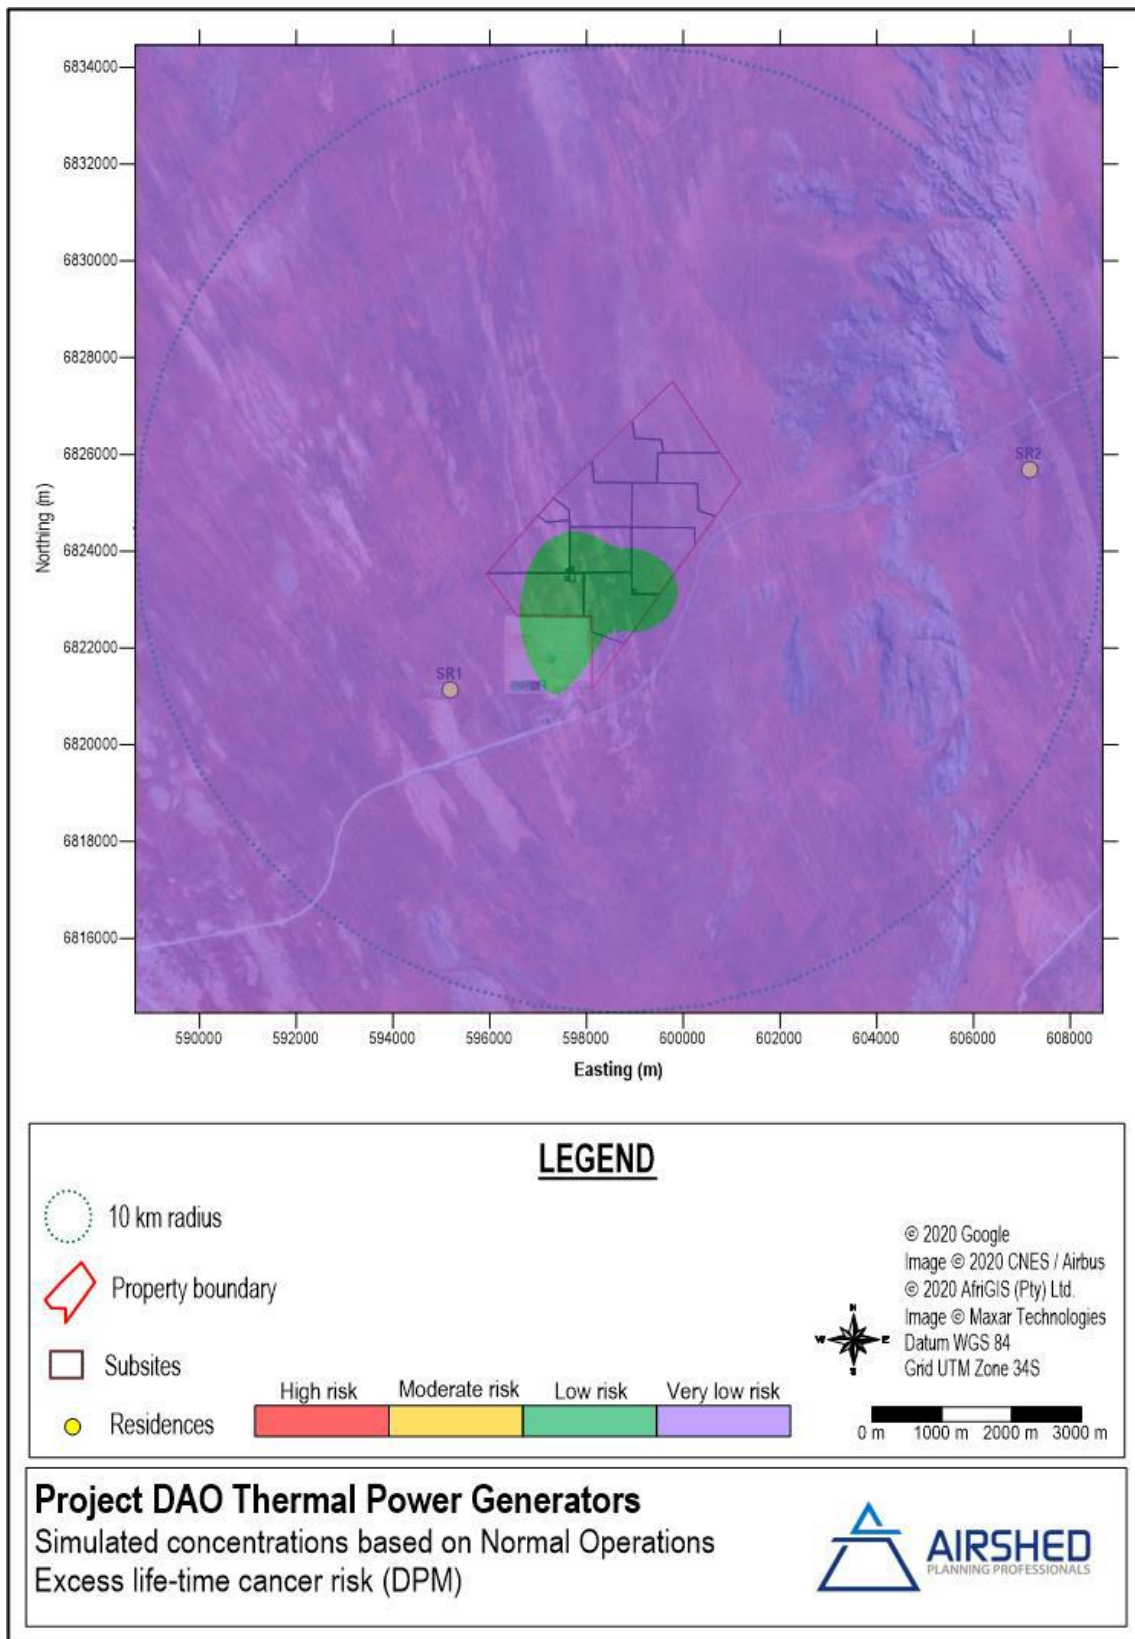 6834000
6832000
6830000
6828000
6826000
6824000
6822000
6820000
6818000
6816000
Northing (m)
SR2
SR1
590000 592000 594000 596000 598000 600000 602000 604000 606000 608000
Easting (m)
LEGEND
10 km radius
Property boundary
Subsites
Residences
High risk Moderate risk Low risk Very low risk
N
W E
S
© 2020 Google
Image © 2020 CNES / Airbus
© 2020 AfriGIS (Pty) Ltd.
Image © Maxar Technologies
Datum WGS 84
Grid UTM Zone 34S
0 m 1000 m 2000 m 3000 m
Project DAO Thermal Power Generators
Simulated concentrations based on Normal Operations
Excess life-time cancer risk (DPM)
AIRSHED
PLANNING PROFESSIONALS